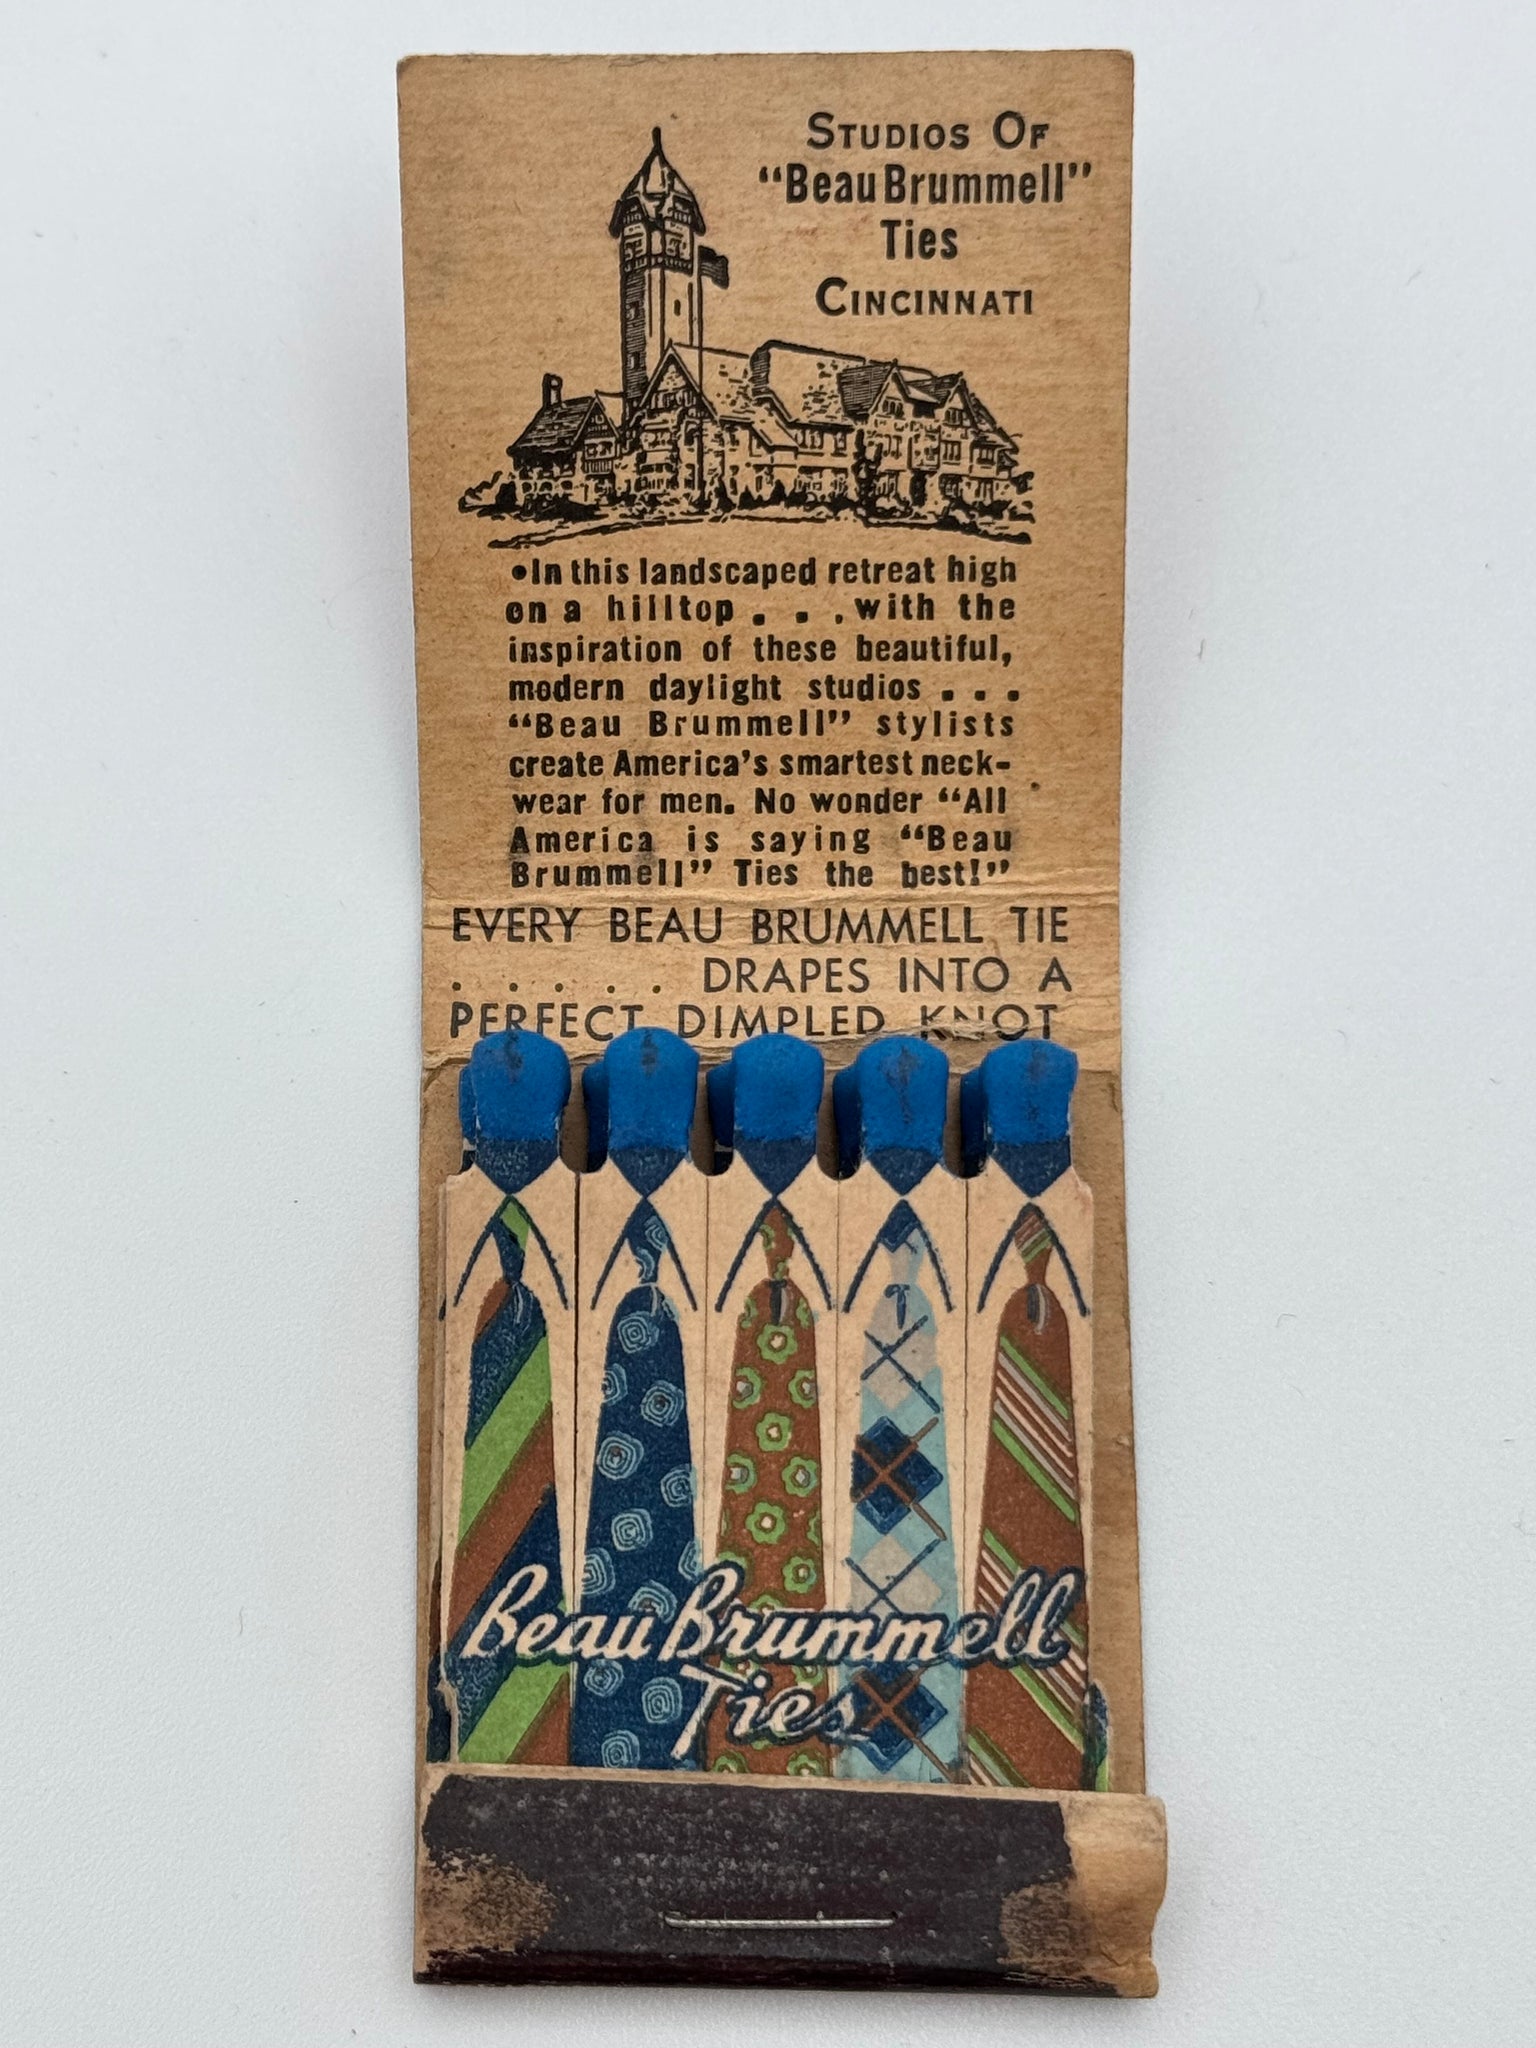 STUDIOS OF
"Beau Brummell"
Ties
CINCINNATI
•In this landscaped retreat high
on a hilltop . . . with the
inspiration of these beautiful,
modern daylight studios . . .
"Beau Brummell" stylists
create America's smartest neck-
wear for men. No wonder "All
America is saying "Beau
Brummell" Ties the best!"
EVERY BEAU BRUMMELL TIE
. . . . . DRAPES INTO A
PERFECT DIMPLED KNOT
Beau Brummell
Ties